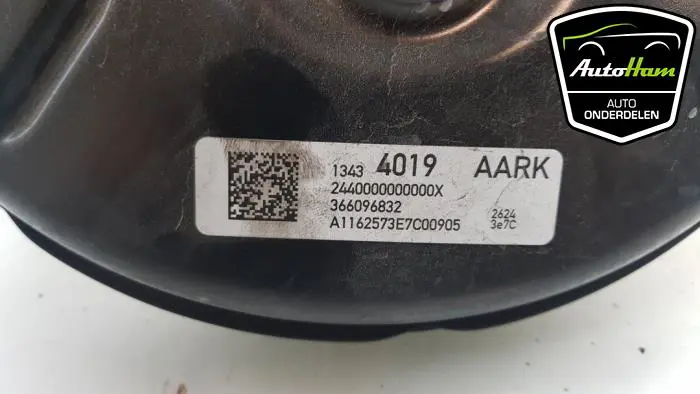 AutoHam
AUTO
ONDERDELEN
1343 4019 AARK
2440000000000X
366096832
A1162573E7C00905
2624
3e7C